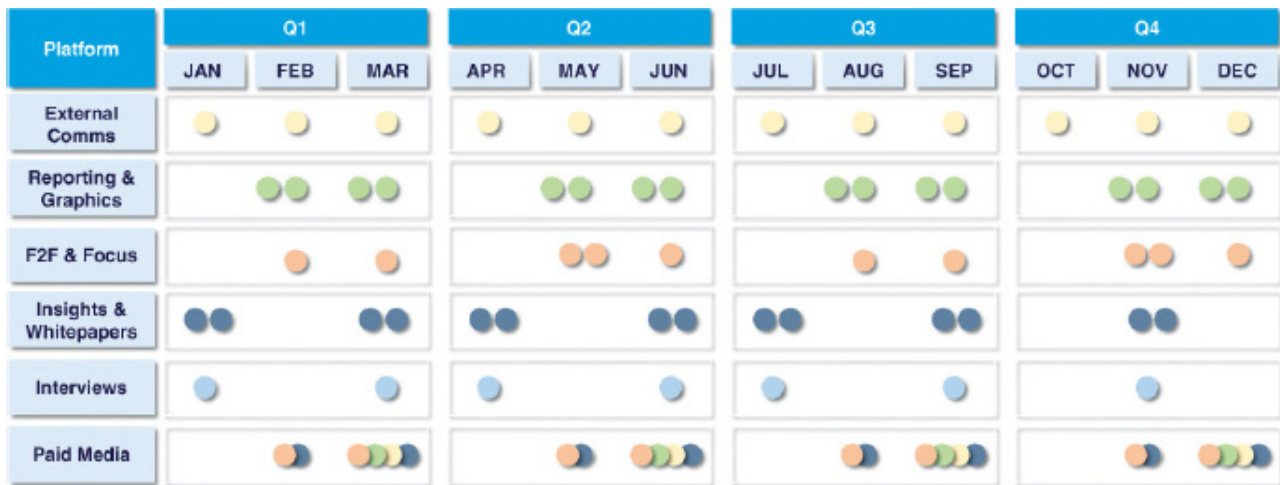 Platform
Q1
Q2
Q3
Q4
JAN FEB MAR
APR MAY JUN
JUL AUG SEP
OCT NOV DEC
External
Comms
Reporting &
Graphics
F2F & Focus
Insights &
Whitepapers
Interviews
Paid Media